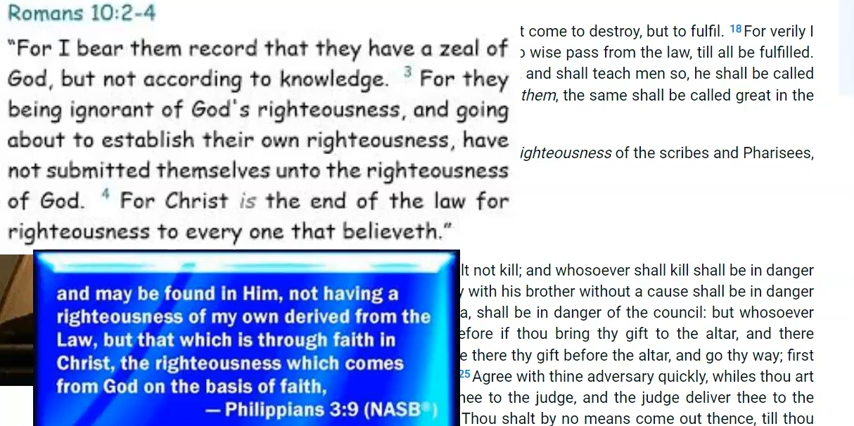 Romans 10:2-4
"For I bear them record that they have a zeal of
God, but not according to knowledge. 3 For they
being ignorant of God's righteousness, and going
about to establish their own righteousness, have
not submitted themselves unto the righteousness
of God. 4 For Christ is the end of the law for
righteousness to every one that believeth."
and may be found in Him, not having a
righteousness of my own derived from the
Law, but that which is through faith in
Christ, the righteousness which comes
from God on the basis of faith,
— Philippians 3:9 (NASB®)
t come to destroy, but to fulfil. 18 For verily I
wise pass from the law, till all be fulfilled.
and shall teach men so, he shall be called
them, the same shall be called great in the
ighteousness of the scribes and Pharisees,
lt not kill; and whosoever shall kill shall be in danger
with his brother without a cause shall be in danger
a, shall be in danger of the council: but whosoever
efore if thou bring thy gift to the altar, and there
e there thy gift before the altar, and go thy way; first
25 Agree with thine adversary quickly, whiles thou art
hee to the judge, and the judge deliver thee to the
Thou shalt by no means come out thence, till thou